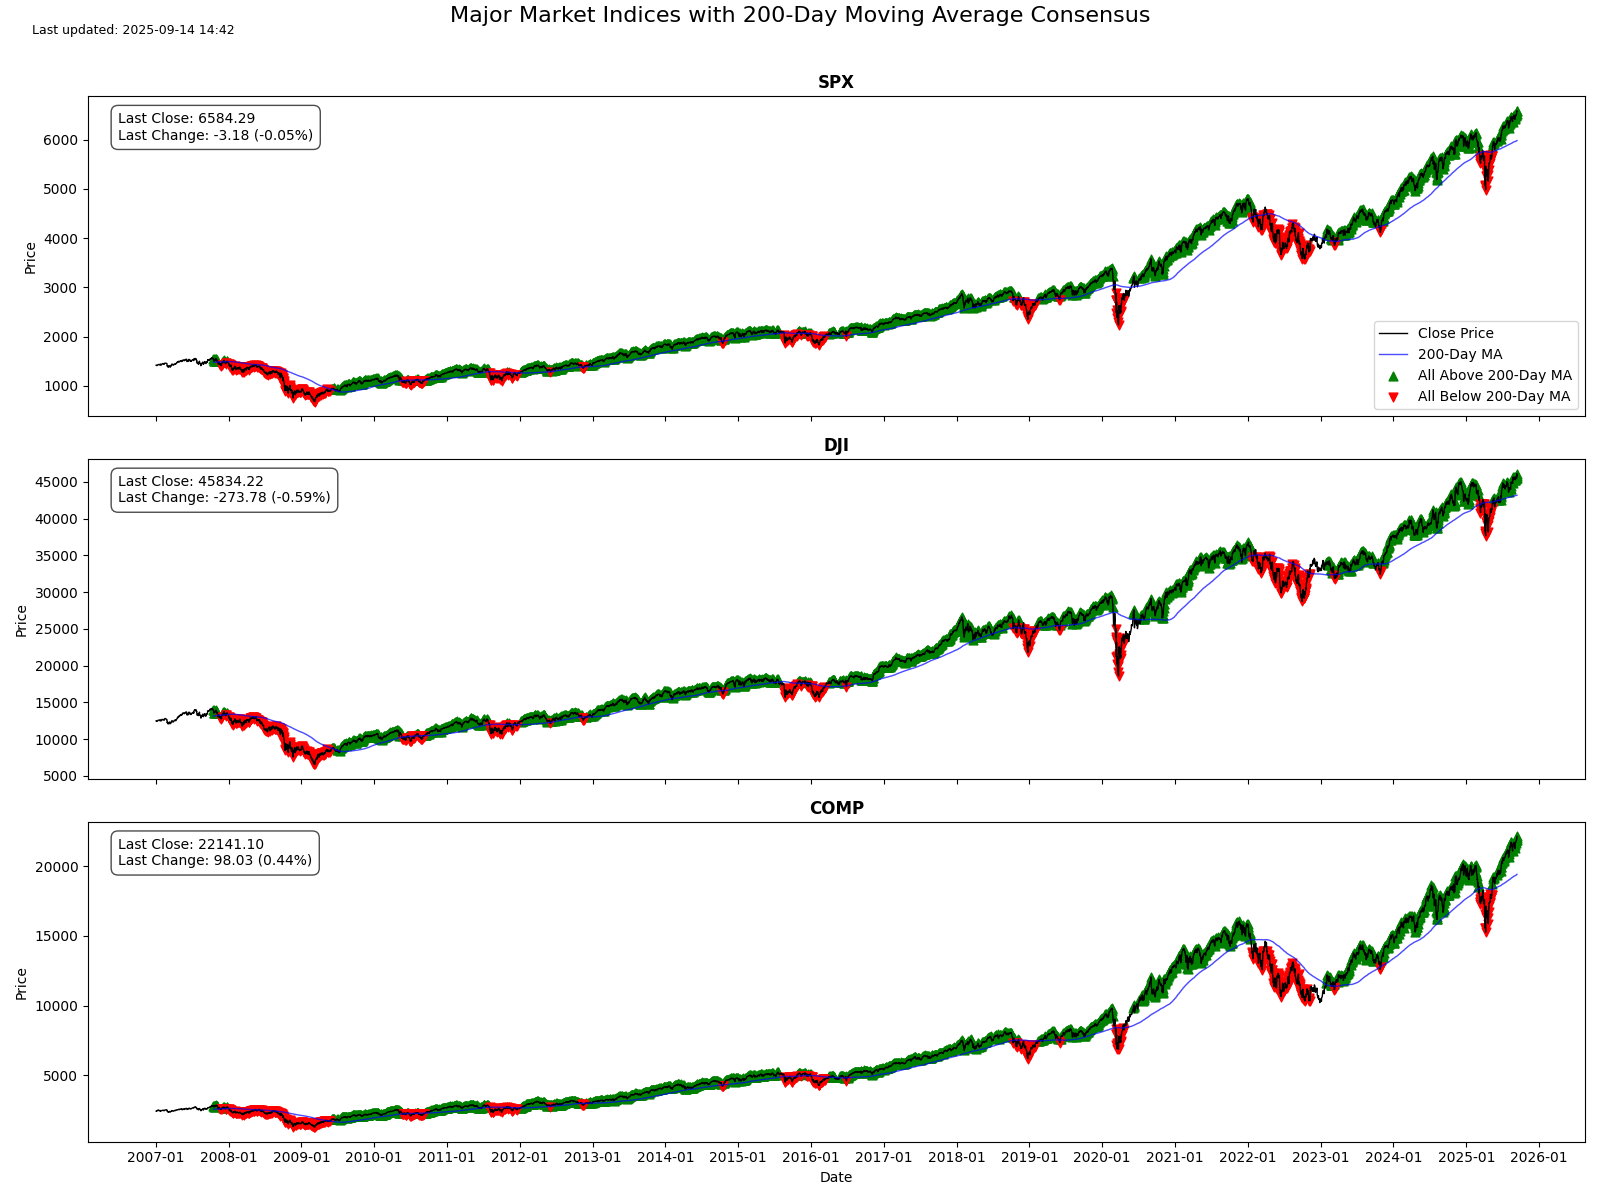 Major Market Indices with 200-Day Moving Average Consensus
Last updated: 2025-09-14 14:42
SPX
Last Close: 6584.29
Last Change: -3.18 (-0.05%)
6000
5000
4000
3000
2000
1000
Price
Close Price
200-Day MA
All Above 200-Day MA
All Below 200-Day MA
DJI
Last Close: 45834.22
Last Change: -273.78 (-0.59%)
45000
40000
35000
30000
25000
20000
15000
10000
5000
Price
COMP
Last Close: 22141.10
Last Change: 98.03 (0.44%)
20000
15000
10000
5000
Price
2007-01 2008-01 2009-01 2010-01 2011-01 2012-01 2013-01 2014-01 2015-01 2016-01 2017-01 2018-01 2019-01 2020-01 2021-01 2022-01 2023-01 2024-01 2025-01 2026-01
Date